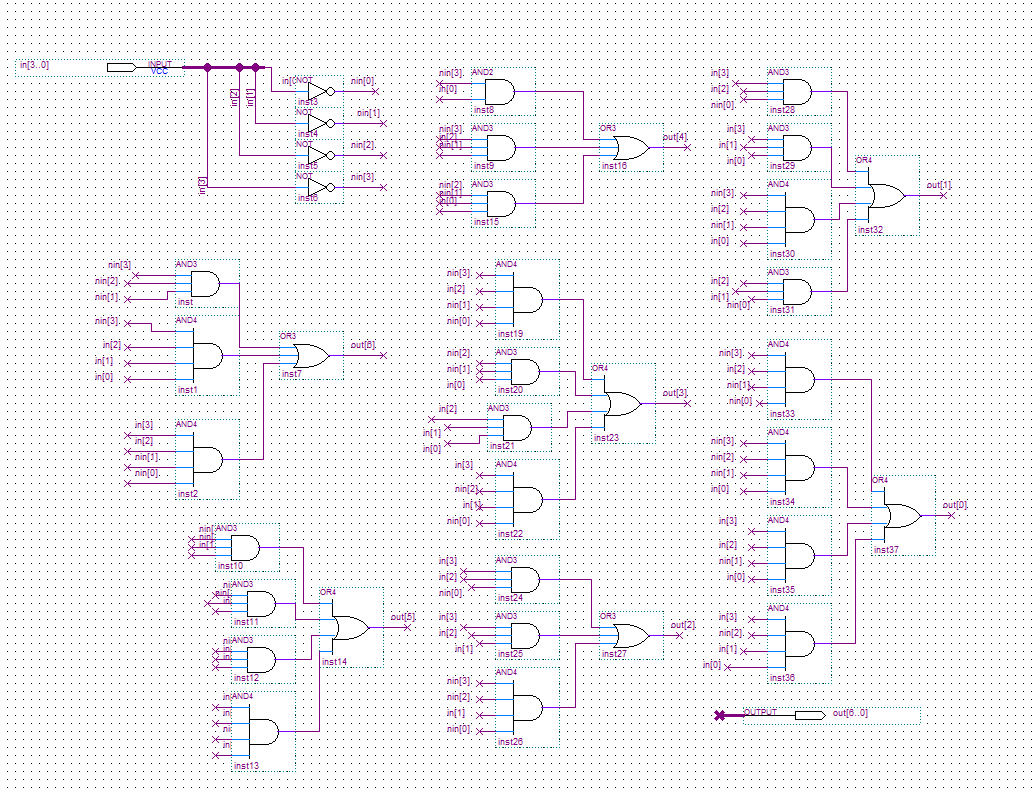 in[3..0]
INPUT
VCC
in[2]
in[1]
in[3]
NOT
nin[0]
inst3
NOT
nin[1]
inst4
NOT
nin[2]
inst5
NOT
nin[3]
inst6
nin[3]
AND2
in[0]
inst8
nin[3]
AND3
in[2]
nin[1]
inst9
nin[2]
AND3
nin[1]
in[0]
inst15
OR3
out[4]
inst16
in[3]
AND3
in[2]
nin[0]
inst28
in[3]
AND3
in[1]
in[0]
inst29
AND4
nin[3]
in[2]
nin[1]
in[0]
inst30
in[2]
AND3
in[1]
nin[0]
inst31
OR4
out[1]
inst32
nin[3]
AND3
nin[2]
nin[1]
inst
nin[3]
AND4
in[2]
in[1]
in[0]
inst1
OR3
out[6]
inst7
in[3]
AND4
in[2]
nin[1]
nin[0]
inst2
AND4
nin[3]
in[2]
nin[1]
nin[0]
inst19
nin[2]
AND3
nin[1]
in[0]
inst20
in[2]
AND3
in[1]
in[0]
inst21
in[3]
AND4
nin[2]
in[1]
nin[0]
inst22
OR4
out[3]
inst23
AND4
nin[3]
in[2]
nin[1]
nin[0]
inst33
AND4
nin[3]
nin[2]
nin[1]
in[0]
inst34
in[3]
AND4
in[2]
nin[1]
in[0]
inst35
in[3]
AND4
nin[2]
in[1]
in[0]
inst36
OR4
out[0]
inst37
AND3
inst10
AND3
inst11
AND3
inst12
AND4
inst13
OR4
out[5]
inst14
in[3]
AND3
in[2]
nin[0]
inst24
in[3]
AND3
in[2]
in[1]
inst25
AND4
nin[3]
nin[2]
in[1]
nin[0]
inst26
OR3
out[2]
inst27
OUTPUT
out[6..0]